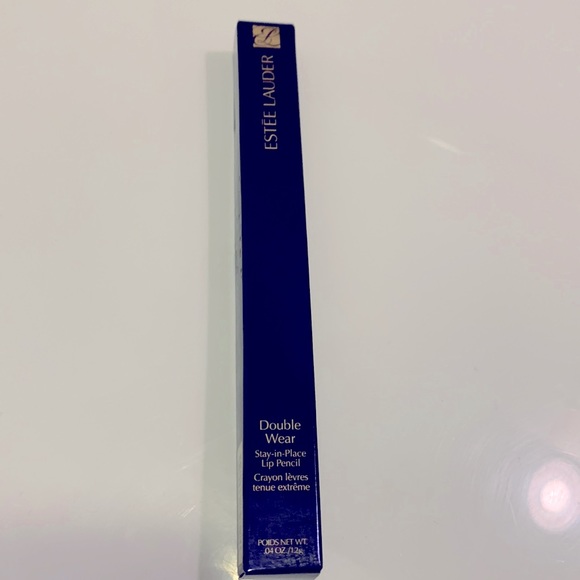 ESTĒE LAUDER
Double
Wear
Stay-in-Place
Lip Pencil
Crayon lèvres
tenue extrême
POIDS NET WT.
.04 OZ./1.2g